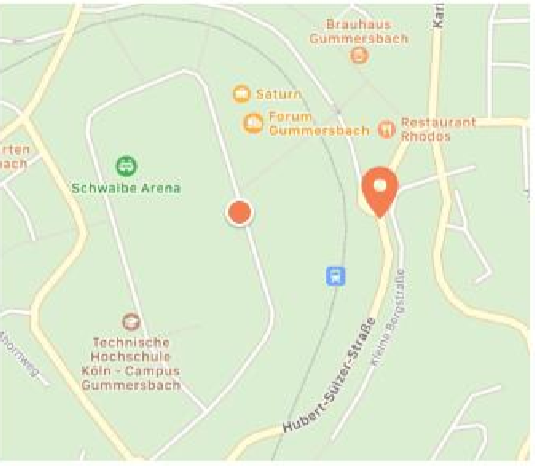 Brauhaus
Gummersbach
Karl
Saturn
Forum
Gummersbach
Restaurant
Rhodos
rten
ach
Schwalbe Arena
Technische
Hochschule
Köln - Campus
Gummersbach
Ahornweg
Hubert-Sülzer-Straße
Kleine Bergstraße